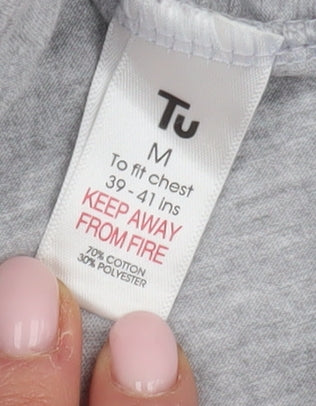 Tu
M
To fit chest
39 - 41 ins
KEEP AWAY
FROM FIRE
70% COTTON
30% POLYESTER